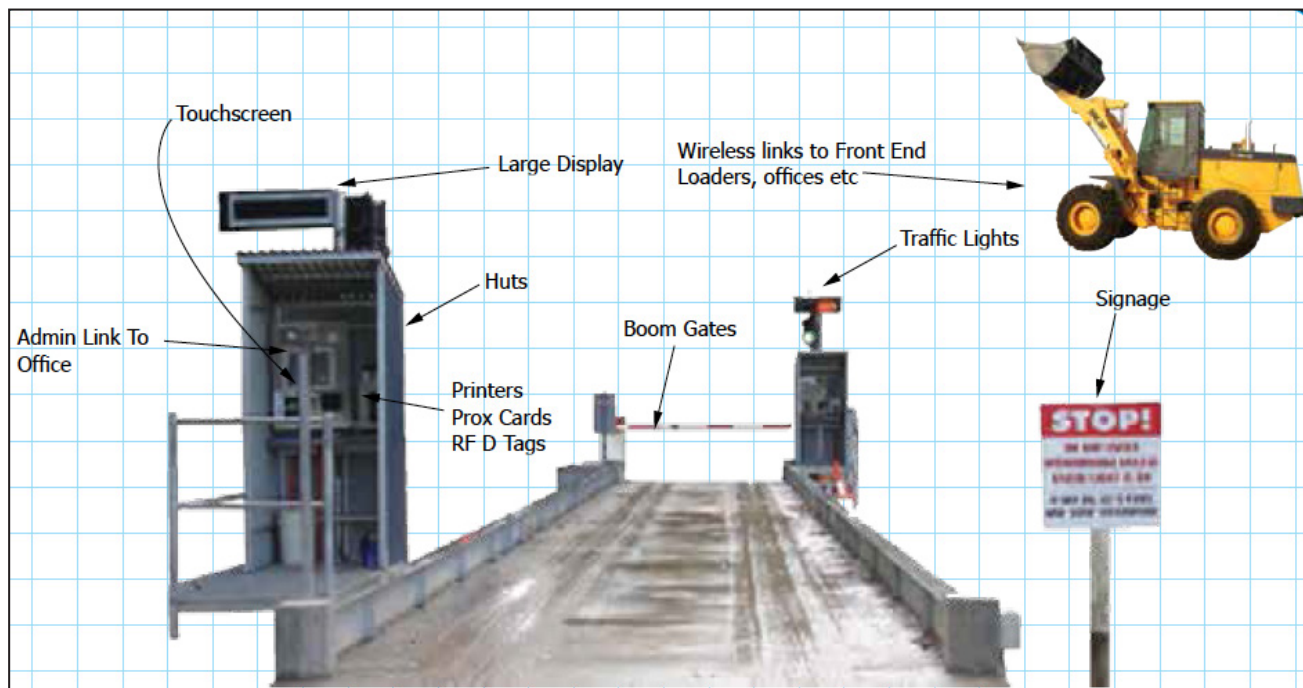 Touchscreen
Large Display
Wireless links to Front End
Loaders, offices etc
Traffic Lights
Huts
Signage
Boom Gates
Admin Link To
Office
Printers
Prox Cards
RF D Tags
STOP!